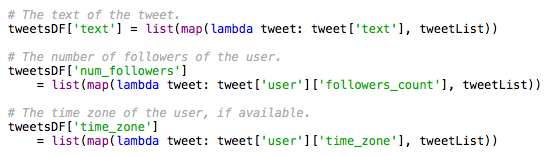 # The text of the tweet.
tweetsDF['text'] = list(map(lambda tweet: tweet['text'], tweetList))
# The number of followers of the user.
tweetsDF['num_followers']
= list(map(lambda tweet: tweet['user']['followers_count'], tweetList))
# The time zone of the user, if available.
tweetsDF['time_zone']
= list(map(lambda tweet: tweet['user']['time_zone'], tweetList))